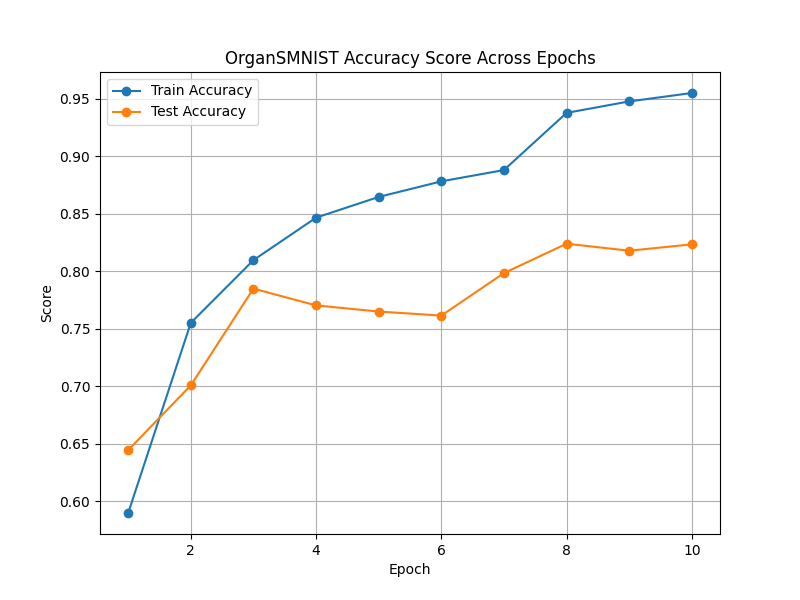 OrganSMNIST Accuracy Score Across Epochs
Train Accuracy
Test Accuracy
0.95
0.90
0.85
0.80
0.75
0.70
0.65
0.60
Score
2 4 6 8 10
Epoch